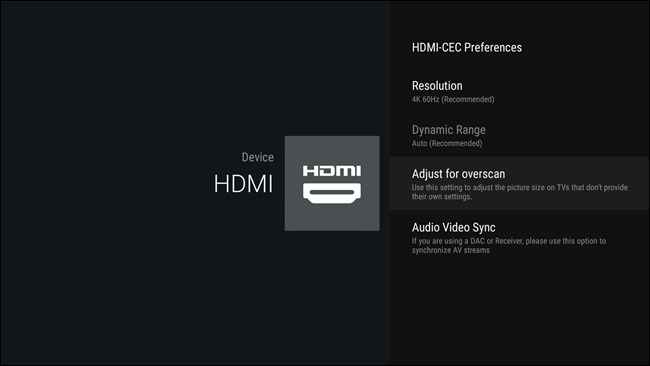 Device
HDMI
HDMI
HDMI-CEC Preferences
Resolution
4K 60Hz (Recommended)
Dynamic Range
Auto (Recommended)
Adjust for overscan
Use this setting to adjust the picture size on TVs that don't provide
their own settings.
Audio Video Sync
If you are using a DAC or Receiver, please use this option to
synchronize AV streams